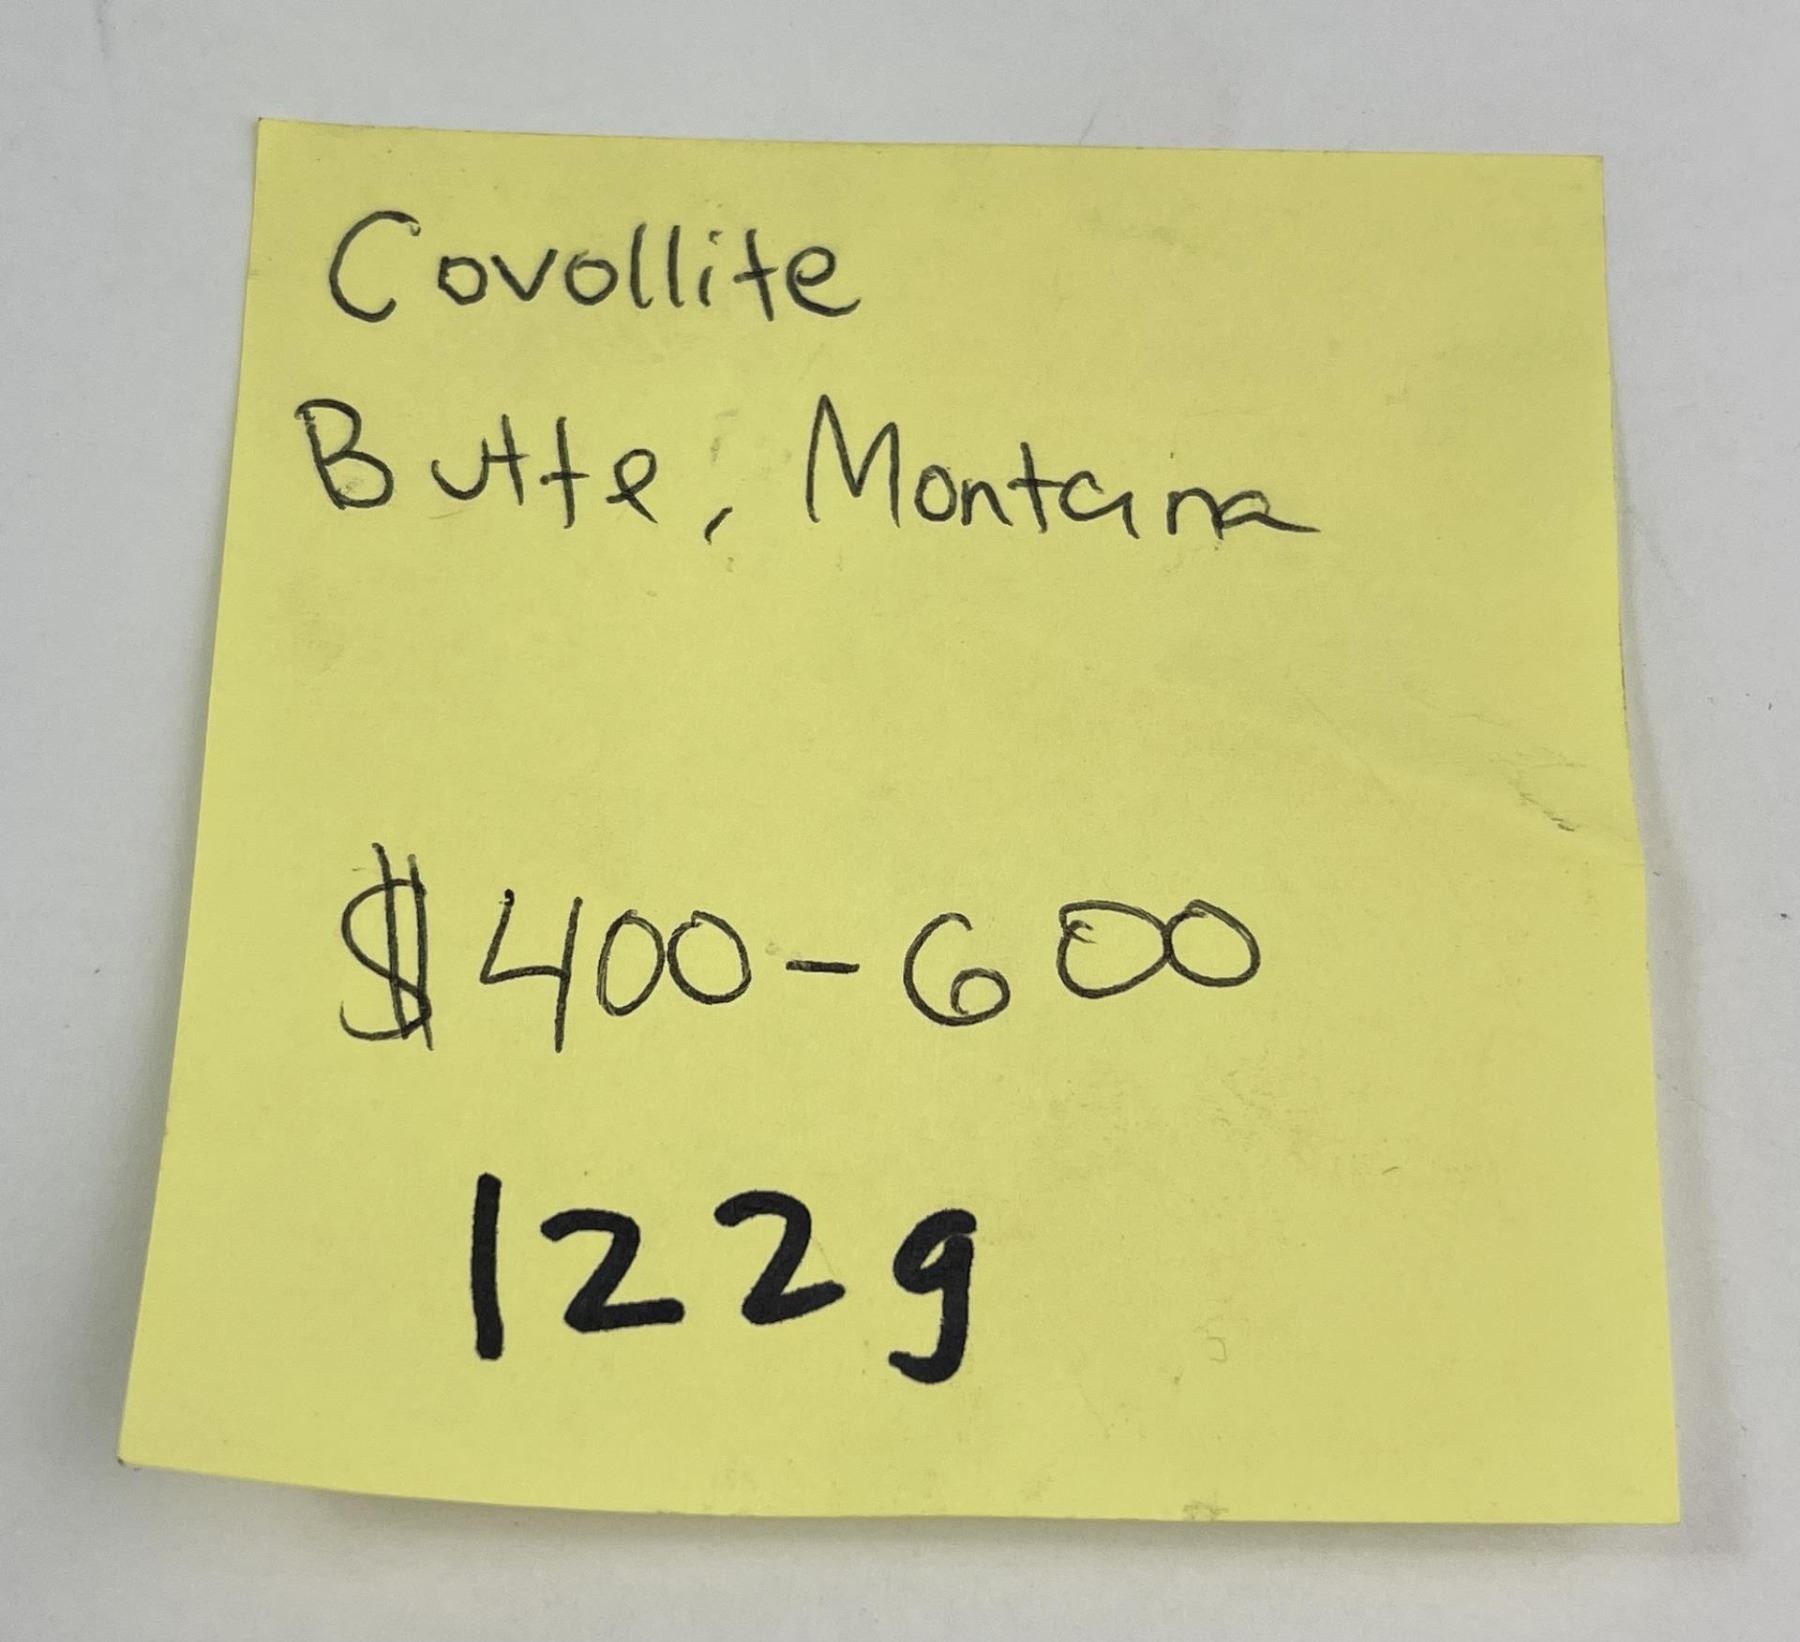 Covollite
Butte, Montana
$400-600
122g